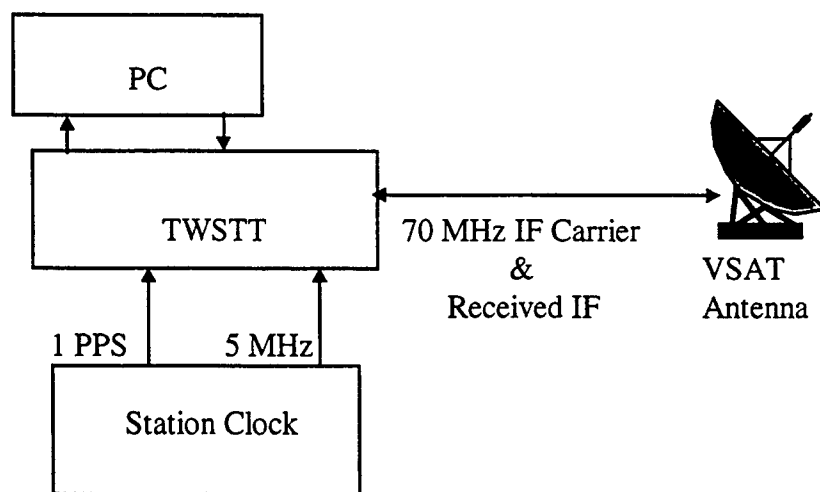 PC
TWSTT
70 MHz IF Carrier
&
Received IF
VSAT
Antenna
1 PPS
5 MHz
Station Clock